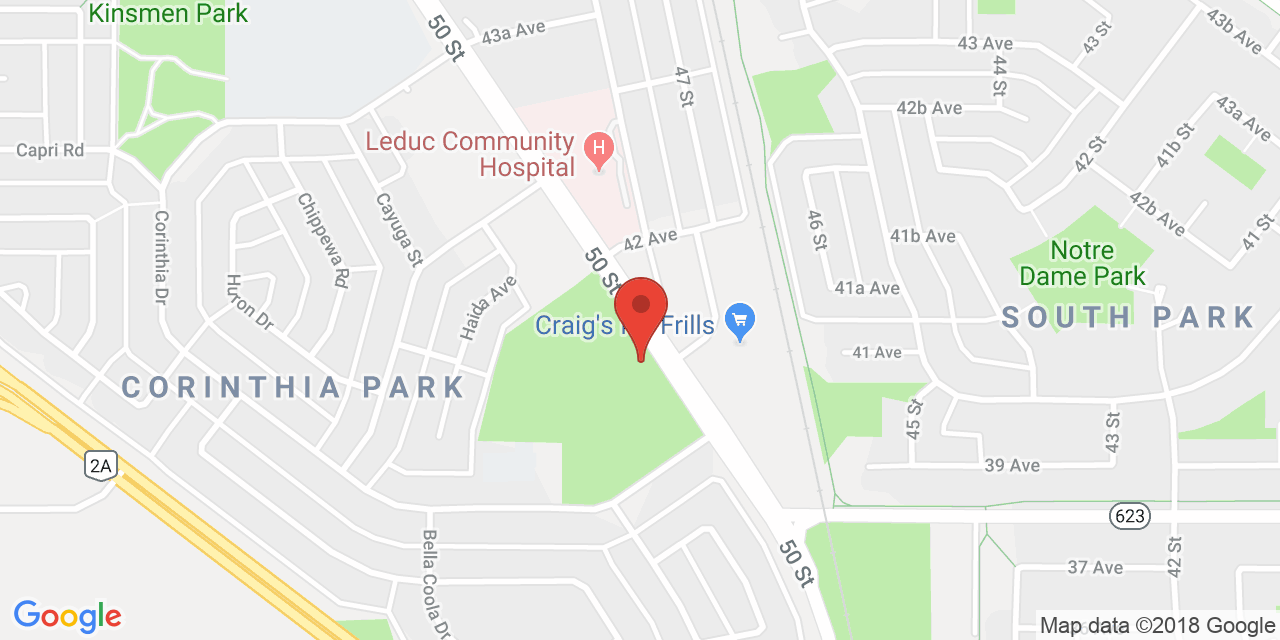 Kinsmen Park
50 St
43a Ave
47 St
43 Ave
44 St
43 St
43b Ave
42b Ave
43a Ave
Leduc Community
Hospital
Capri Rd
42 St
41b St
42b Ave
41 St
Corinthia Dr
Chippewa Rd
Cayuga St
42 Ave
46 St
41b Ave
Notre
Dame Park
50 St
Huron Dr
Haida Ave
41a Ave
Craig's Frills
SOUTH PARK
41 Ave
CORINTHIA PARK
45 St
43 St
2A
39 Ave
623
Bella Coola Dr
50 St
37 Ave
42 St
Google
Map data ©2018 Google